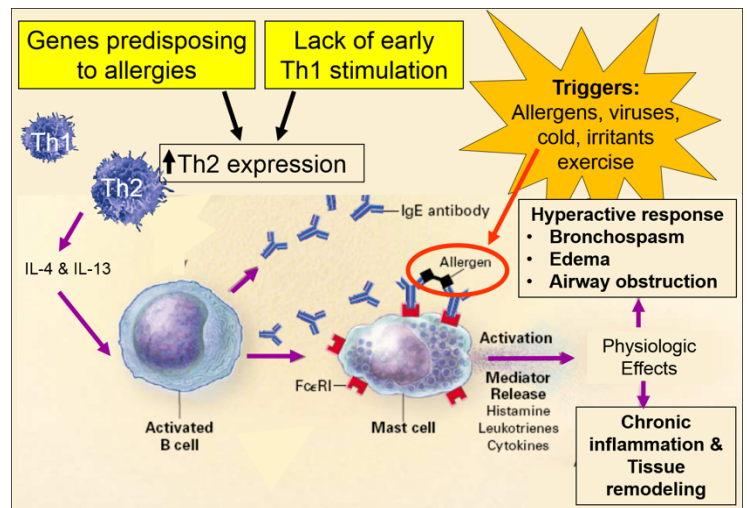 Genes predisposing
to allergies
Lack of early
Th1 stimulation
Triggers:
Allergens, viruses,
cold, irritants
exercise
Th1
Th2
↑Th2 expression
IgE antibody
Hyperactive response
• Bronchospasm
• Edema
• Airway obstruction
IL-4 & IL-13
Allergen
Activation
Mediator
Release
Histamine
Leukotrienes
Cytokines
Physiologic
Effects
FcεRI
Activated
B cell
Mast cell
Chronic
inflammation &
Tissue
remodeling